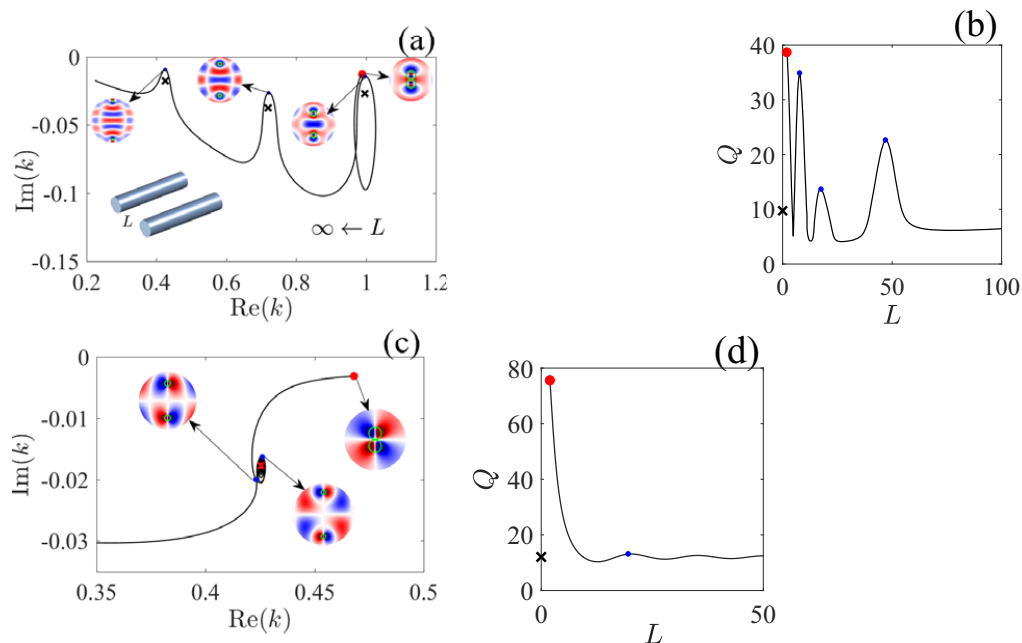 (a)
0
-0.05
-0.1
-0.15
Im(k)
L
∞ ← L
0.2 0.4 0.6 0.8 1 1.2
Re(k)
(b)
40
30
20
10
0
Q
0 50 100
L
(c)
0
-0.01
-0.02
-0.03
Im(k)
0.35 0.4 0.45 0.5
Re(k)
(d)
80
60
40
20
0
Q
0 50
L